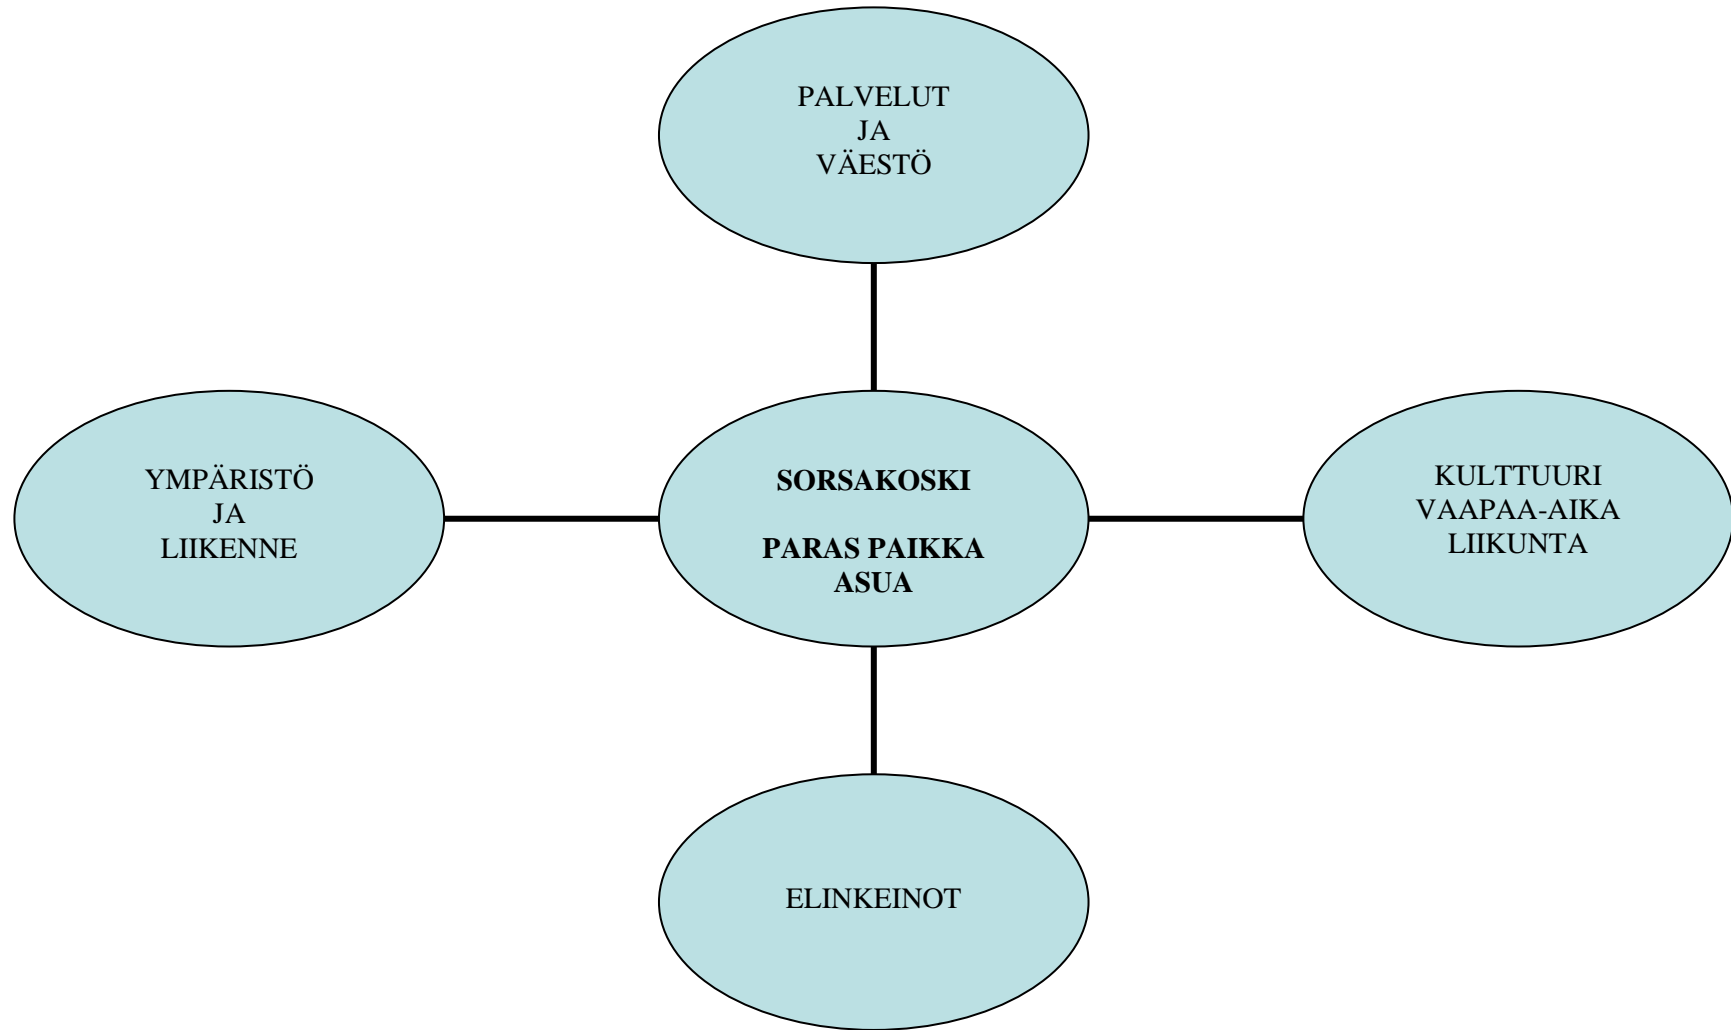 PALVELUT
JA
VÄESTÖ
YMPÄRISTÖ
JA
LIIKENNE
SORSAKOSKI
PARAS PAIKKA
ASUA
KULTTUURI
VAAPAA-AIKA
LIIKUNTA
ELINKEINOT